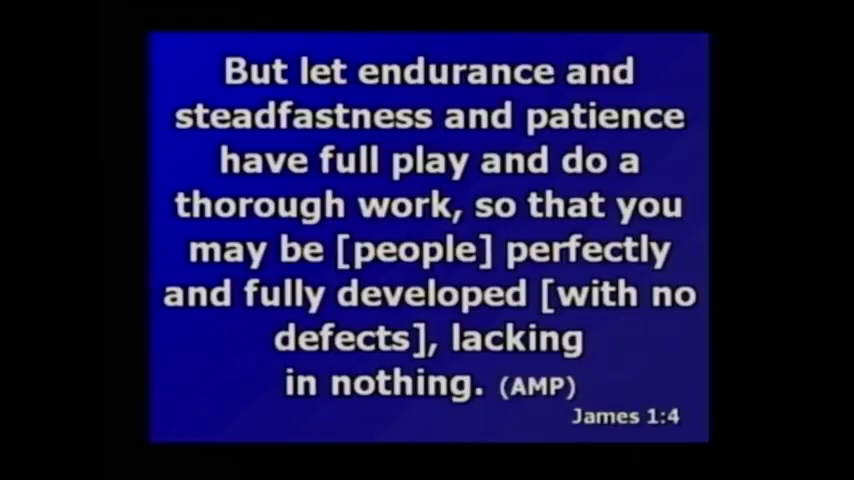 But let endurance and
steadfastness and patience
have full play and do a
thorough work, so that you
may be [people] perfectly
and fully developed [with no
defects], lacking
in nothing. (AMP)
James 1:4